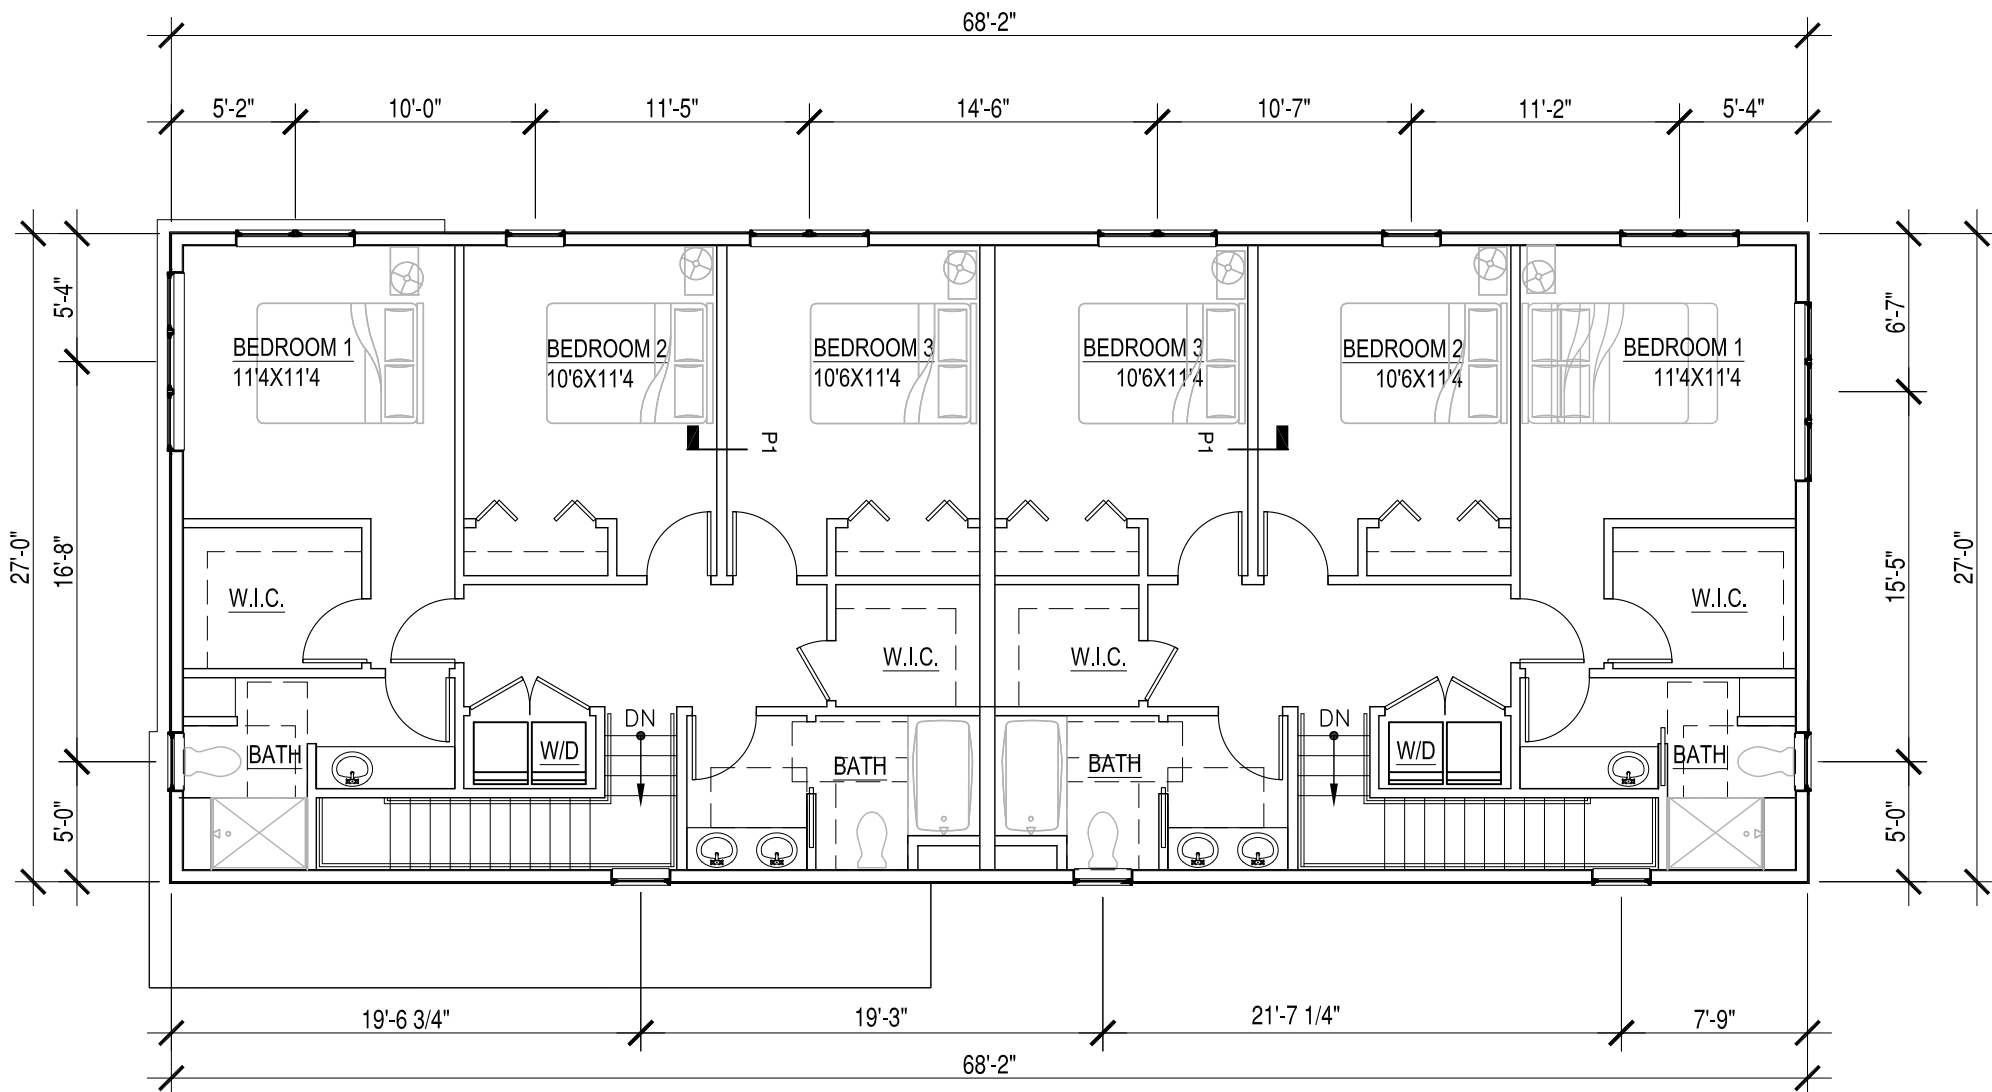 68'-2"
5'-2"
10'-0"
11'-5"
14'-6"
10'-7"
11'-2"
5'-4"
27'-0"
5'-4"
16'-8"
5'-0"
6'-7"
15'-5"
5'-0"
27'-0"
BEDROOM 1
11'4X11'4
BEDROOM 2
10'6X11'4
BEDROOM 3
10'6X11'4
BEDROOM 3
10'6X11'4
BEDROOM 2
10'6X11'4
BEDROOM 1
11'4X11'4
P1
P1
W.I.C.
W.I.C.
W.I.C.
W.I.C.
DN
DN
BATH
W/D
BATH
BATH
W/D
BATH
19'-6 3/4"
19'-3"
21'-7 1/4"
7'-9"
68'-2"